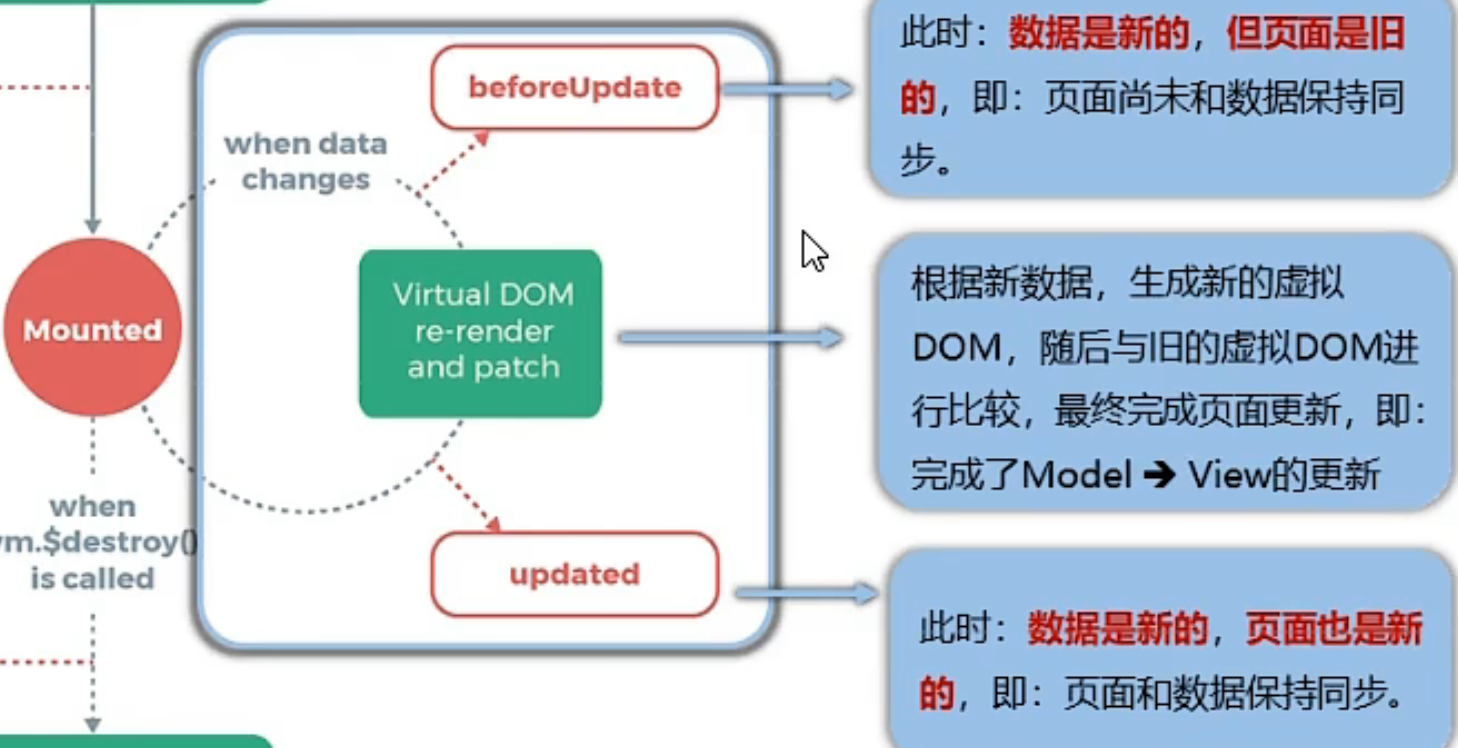 beforeUpdate
when data
changes
Virtual DOM
re-render
and patch
updated
Mounted
when
vm.$destroy()
is called
此时：数据是新的，但页面是旧
的，即：页面尚未和数据保持同
步。
根据新数据，生成新的虚拟
DOM，随后与旧的虚拟DOM进
行比较，最终完成页面更新，即：
完成了Model ➔ View的更新
此时：数据是新的，页面也是新
的，即：页面和数据保持同步。